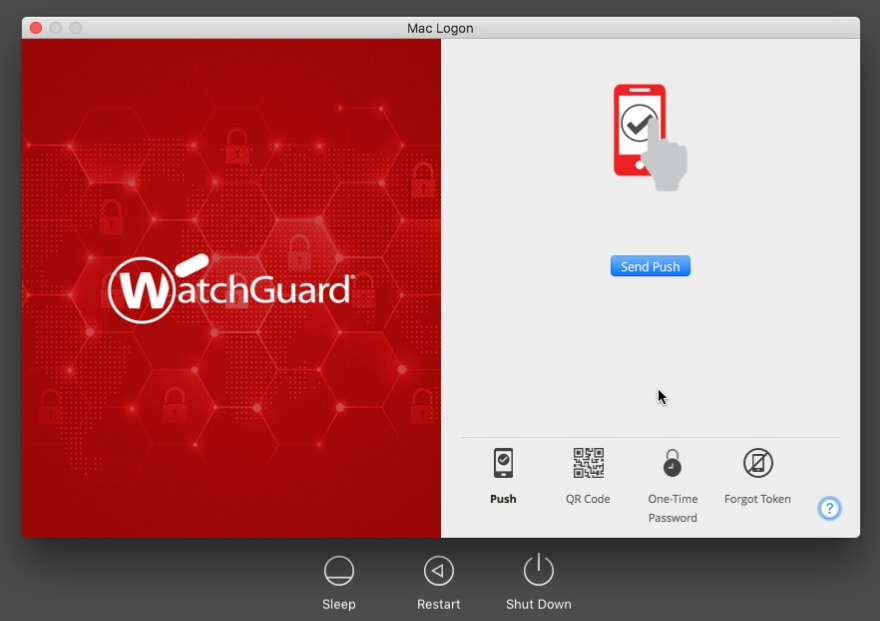 Mac Logon
WatchGuard
Send Push
Push
QR Code
One-Time
Password
Forgot Token
?
Sleep
Restart
Shut Down